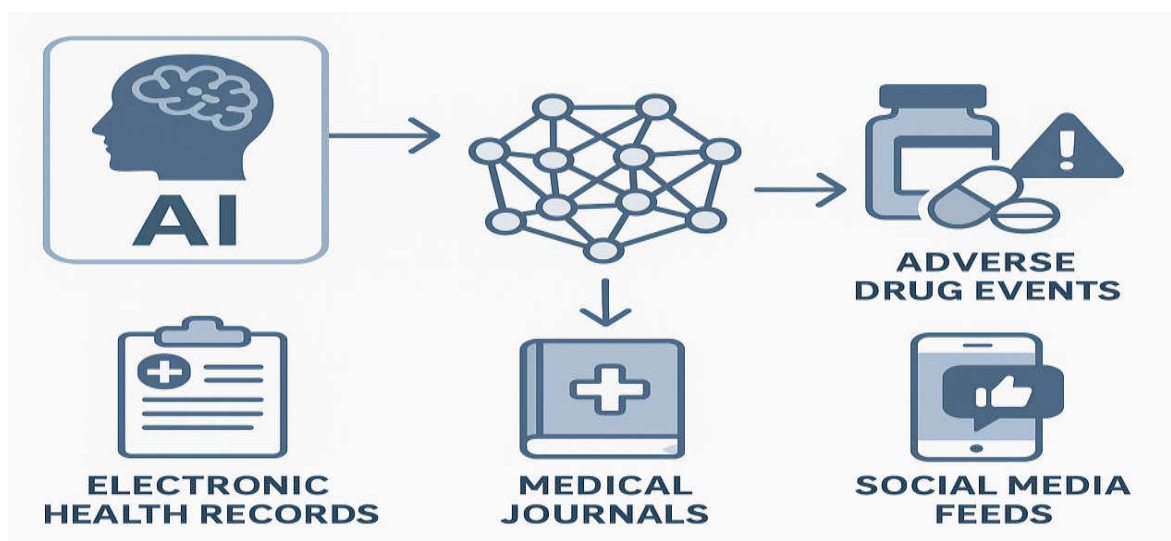 AI
ADVERSE
DRUG EVENTS
ELECTRONIC
HEALTH RECORDS
MEDICAL
JOURNALS
SOCIAL MEDIA
FEEDS